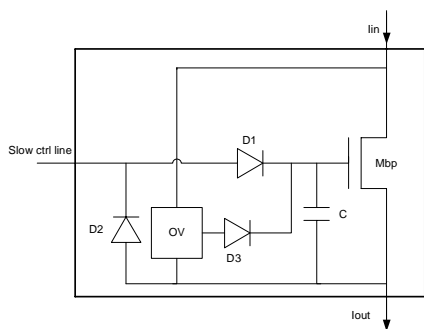 Iin
D1
Slow ctrl line
Mbp
D2
OV
C
D3
Iout